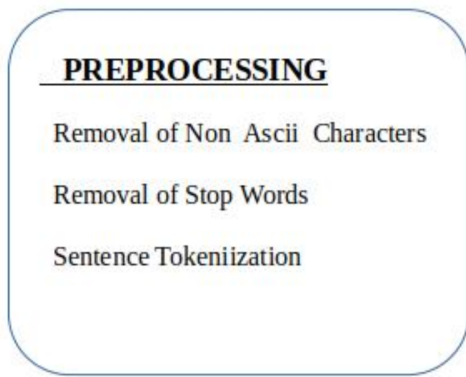 PREPROCESSING
Removal of Non Ascii Characters
Removal of Stop Words
Sentence Tokeniization